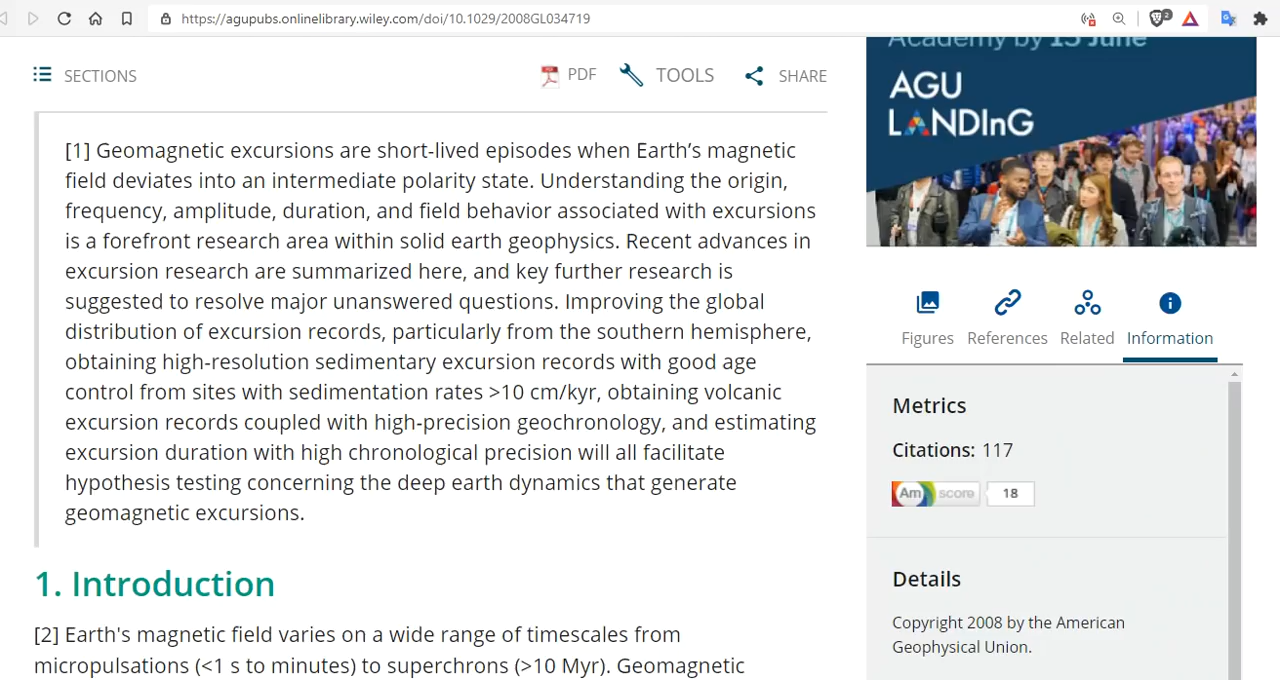 https://agupubs.onlinelibrary.wiley.com/doi/10.1029/2008GL034719
2
Academy by 15 June
AGU
LANDInG
SECTIONS
PDF
TOOLS
SHARE
[1] Geomagnetic excursions are short-lived episodes when Earth’s magnetic
field deviates into an intermediate polarity state. Understanding the origin,
frequency, amplitude, duration, and field behavior associated with excursions
is a forefront research area within solid earth geophysics. Recent advances in
excursion research are summarized here, and key further research is
suggested to resolve major unanswered questions. Improving the global
distribution of excursion records, particularly from the southern hemisphere,
obtaining high-resolution sedimentary excursion records with good age
control from sites with sedimentation rates >10 cm/kyr, obtaining volcanic
excursion records coupled with high-precision geochronology, and estimating
excursion duration with high chronological precision will all facilitate
hypothesis testing concerning the deep earth dynamics that generate
geomagnetic excursions.
1. Introduction
[2] Earth's magnetic field varies on a wide range of timescales from
micropulsations (<1 s to minutes) to superchrons (>10 Myr). Geomagnetic
Figures
References
Related
Information
Metrics
Citations: 117
Am score 18
Details
Copyright 2008 by the American
Geophysical Union.